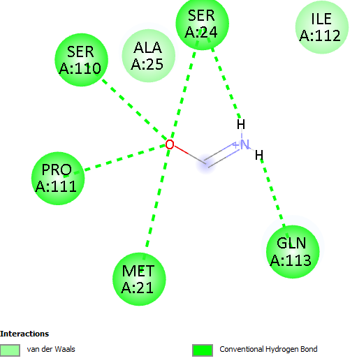 SER
A:24
ILE
A:112
SER
A:110
ALA
A:25
H
O
N
+
H
PRO
A:111
GLN
A:113
MET
A:21
Interactions
van der Waals
Conventional Hydrogen Bond